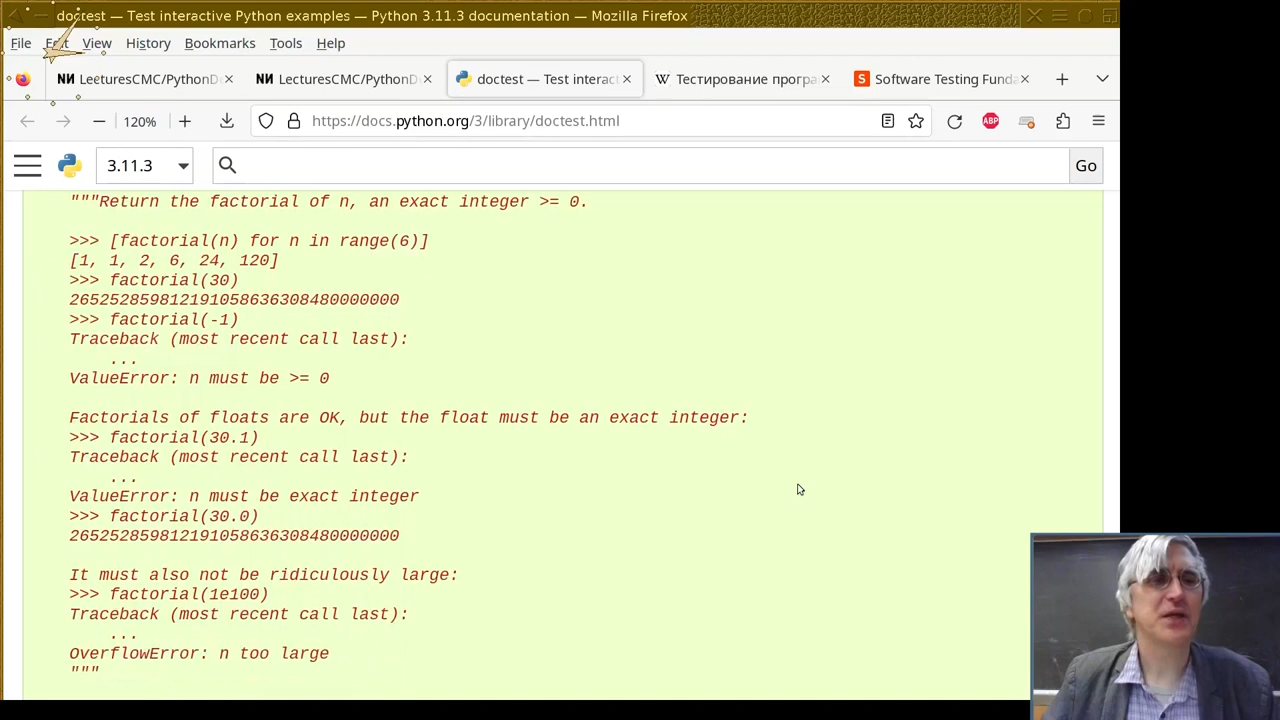 doctest — Test interactive Python examples — Python 3.11.3 documentation — Mozilla Firefox
File Edit View History Bookmarks Tools Help
LecturesCMC/PythonD LecturesCMC/PythonD doctest — Test interac Тестирование програ Software Testing Funda
120% https://docs.python.org/3/library/doctest.html ABP
3.11.3 Go
"""Return the factorial of n, an exact integer >= 0.
>>> [factorial(n) for n in range(6)]
[1, 1, 2, 6, 24, 120]
>>> factorial(30)
265252859812191058636308480000000
>>> factorial(-1)
Traceback (most recent call last):
...
ValueError: n must be >= 0
Factorials of floats are OK, but the float must be an exact integer:
>>> factorial(30.1)
Traceback (most recent call last):
...
ValueError: n must be exact integer
>>> factorial(30.0)
265252859812191058636308480000000
It must also not be ridiculously large:
>>> factorial(1e100)
Traceback (most recent call last):
...
OverflowError: n too large
"""